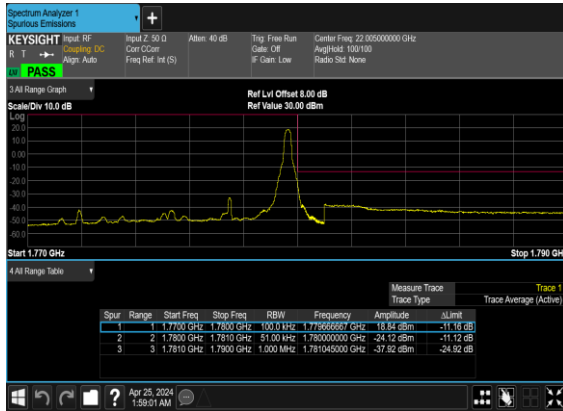 Spectrum Analyzer 1
Spurious Emissions
+
KEYSIGHT Input: RF Input Z: 50 Ω Atten: 40 dB Trig: Free Run Center Freq: 22.005000000 GHz
R T Coupling: DC Corr CCorr Gate: Off Avg|Hold: 100/100
Align: Auto Freq Ref: Int (S) IF Gain: Low Radio Std: None
LW PASS
3 All Range Graph
Ref Lvl Offset 8.00 dB
Scale/Div 10.0 dB Ref Value 30.00 dBm
Log
20.0
10.0
0.00
-10.0
-20.0
-30.0
-40.0
-50.0
-60.0
Start 1.770 GHz Stop 1.790 GH
4 All Range Table
Measure Trace Trace 1
Trace Type Trace Average (Active)
Spur Range Start Freq Stop Freq RBW Frequency Amplitude ΔLimit
1 1 1.7700 GHz 1.7800 GHz 100.0 kHz 1.779666667 GHz 18.84 dBm -11.16 dB
2 2 1.7800 GHz 1.7810 GHz 51.00 kHz 1.780000000 GHz -24.12 dBm -11.12 dB
3 3 1.7810 GHz 1.7900 GHz 1.000 MHz 1.781045000 GHz -37.92 dBm -24.92 dB
? Apr 25, 2024
1:59:01 AM